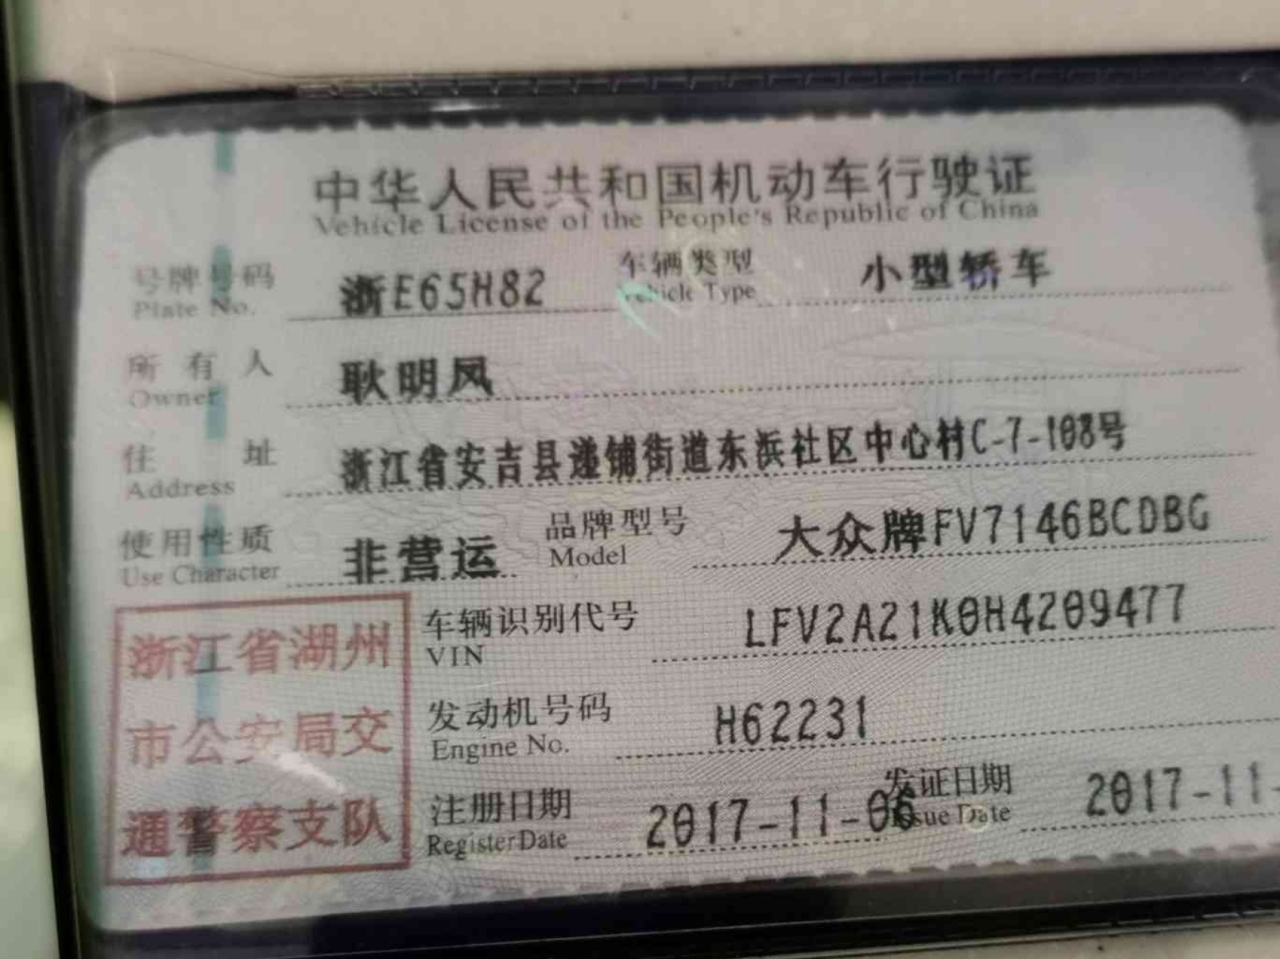 中华人民共和国机动车行驶证
Vehicle License of the People's Republic of China
号牌号码 浙E65H82 车辆类型 小型轿车
Plate No. Vehicle Type
所有人 耿明凤
Owner
住址 浙江省安吉县递铺街道东浜社区中心村C-7-108号
Address
使用性质 非营运 品牌型号 大众牌FV7146BCDBG
Use Character Model
浙江省湖州
市公安局交
通警察支队
车辆识别代号 LFV2A21K0H4209477
VIN
发动机号码 H62231
Engine No.
注册日期 2017-11-06 发证日期 2017-11-
Register Date Issue Date